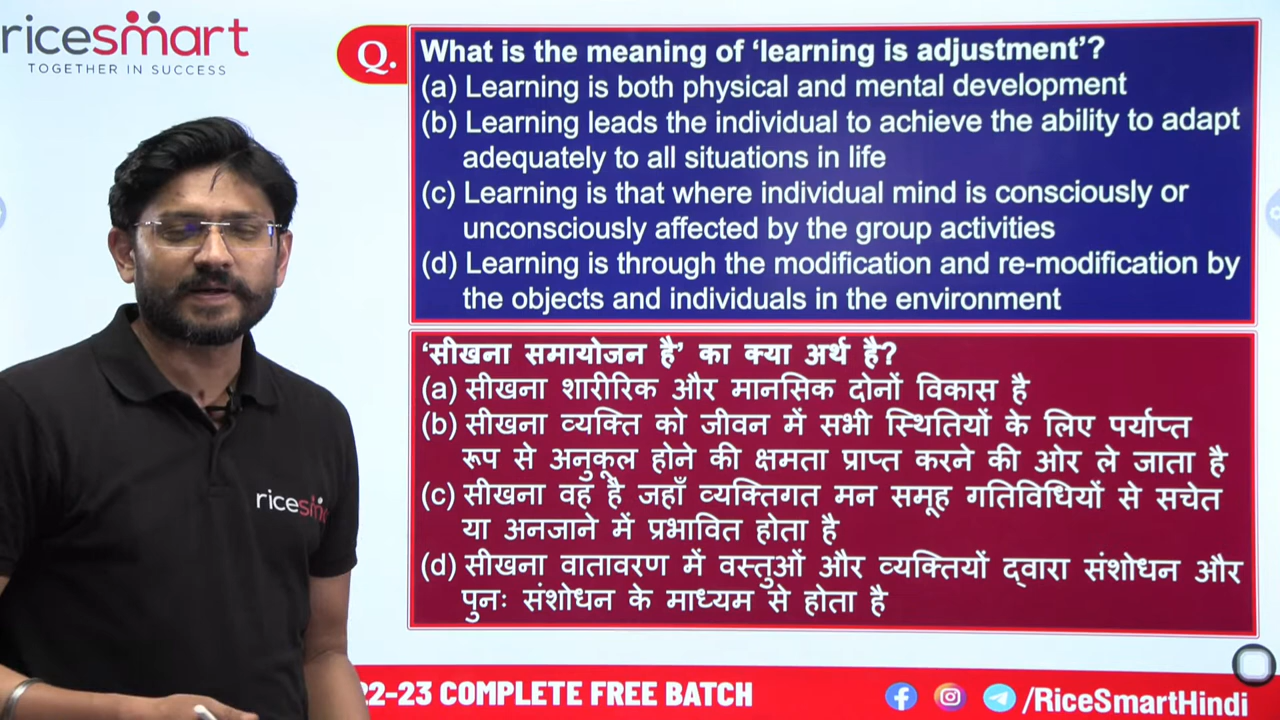 ricesmart
TOGETHER IN SUCCESS
Q.
What is the meaning of ‘learning is adjustment’?
(a) Learning is both physical and mental development
(b) Learning leads the individual to achieve the ability to adapt
adequately to all situations in life
(c) Learning is that where individual mind is consciously or
unconsciously affected by the group activities
(d) Learning is through the modification and re-modification by
the objects and individuals in the environment
‘सीखना समायोजन है’ का क्या अर्थ है?
(a) सीखना शारीरिक और मानसिक दोनों विकास है
(b) सीखना व्यक्ति को जीवन में सभी स्थितियों के लिए पर्याप्त
रूप से अनुकूल होने की क्षमता प्राप्त करने की ओर ले जाता है
(c) सीखना वह है जहाँ व्यक्तिगत मन समूह गतिविधियों से सचेत
या अनजाने में प्रभावित होता है
(d) सीखना वातावरण में वस्तुओं और व्यक्तियों द्वारा संशोधन और
पुनः संशोधन के माध्यम से होता है
22-23 COMPLETE FREE BATCH
/RiceSmartHindi